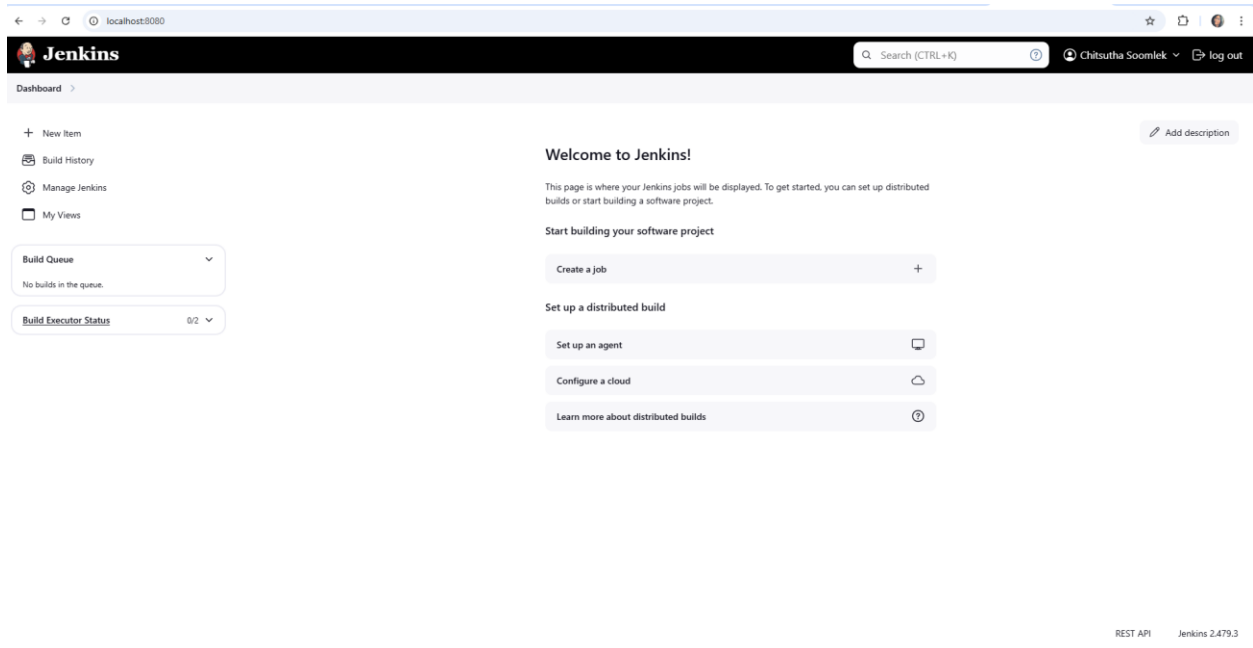 localhost:8080
Jenkins
Search (CTRL+K)
Chitsutha Soomlek
log out
Dashboard
New Item
Build History
Manage Jenkins
My Views
Build Queue
No builds in the queue.
Build Executor Status
0/2
Add description
Welcome to Jenkins!
This page is where your Jenkins jobs will be displayed. To get started, you can set up distributed
builds or start building a software project.
Start building your software project
Create a job
Set up a distributed build
Set up an agent
Configure a cloud
Learn more about distributed builds
REST API
Jenkins 2.479.3